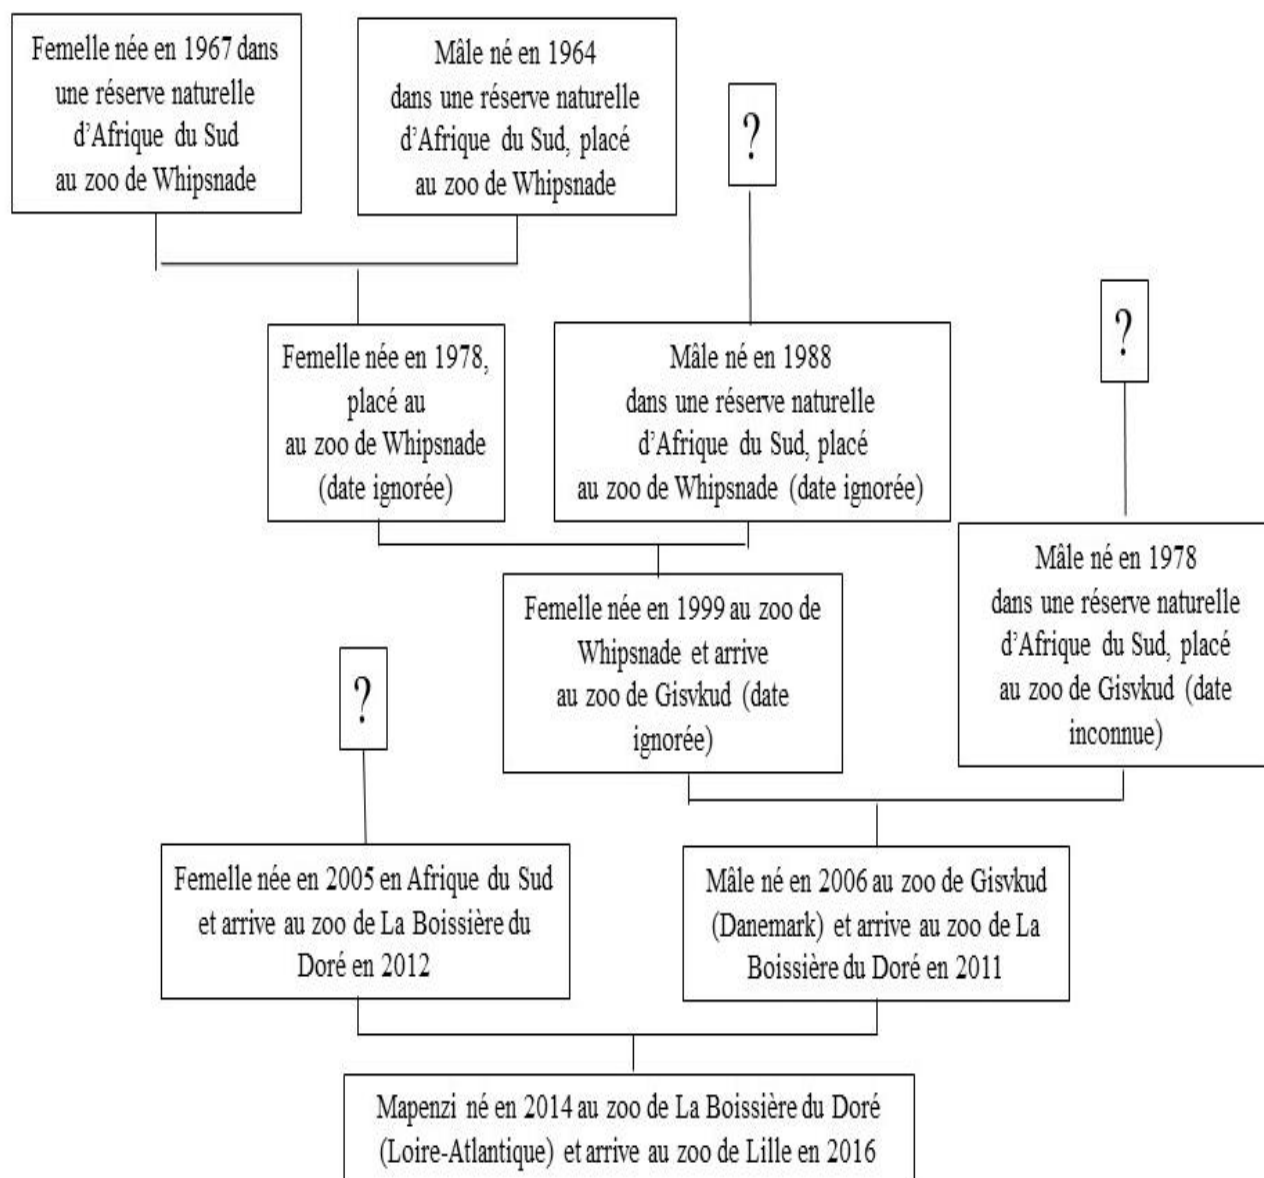 Femelle née en 1967 dans
une réserve naturelle
d'Afrique du Sud
au zoo de Whipsnade
Mâle né en 1964
dans une réserve naturelle
d'Afrique du Sud, placé
au zoo de Whipsnade
?
Femelle née en 1978,
placé au
au zoo de Whipsnade
(date ignorée)
Mâle né en 1988
dans une réserve naturelle
d'Afrique du Sud, placé
au zoo de Whipsnade (date ignorée)
?
Femelle née en 1999 au zoo de
Whipsnade et arrive
au zoo de Gisvkud (date
ignorée)
Mâle né en 1978
dans une réserve naturelle
d'Afrique du Sud, placé
au zoo de Gisvkud (date
inconnue)
?
Femelle née en 2005 en Afrique du Sud
et arrive au zoo de La Boissière du
Doré en 2012
Mâle né en 2006 au zoo de Gisvkud
(Danemark) et arrive au zoo de La
Boissière du Doré en 2011
Mapenzi né en 2014 au zoo de La Boissière du Doré
(Loire-Atlantique) et arrive au zoo de Lille en 2016